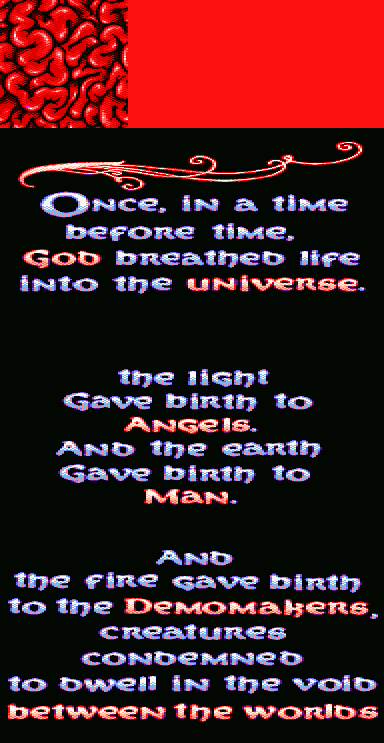 Once, in a time
before time,
God breathed life
into the universe.
the light
Gave birth to
Angels.
And the earth
Gave birth to
Man.
And
the fire gave birth
to the Demomakers,
creatures
condemned
to dwell in the void
between the worlds